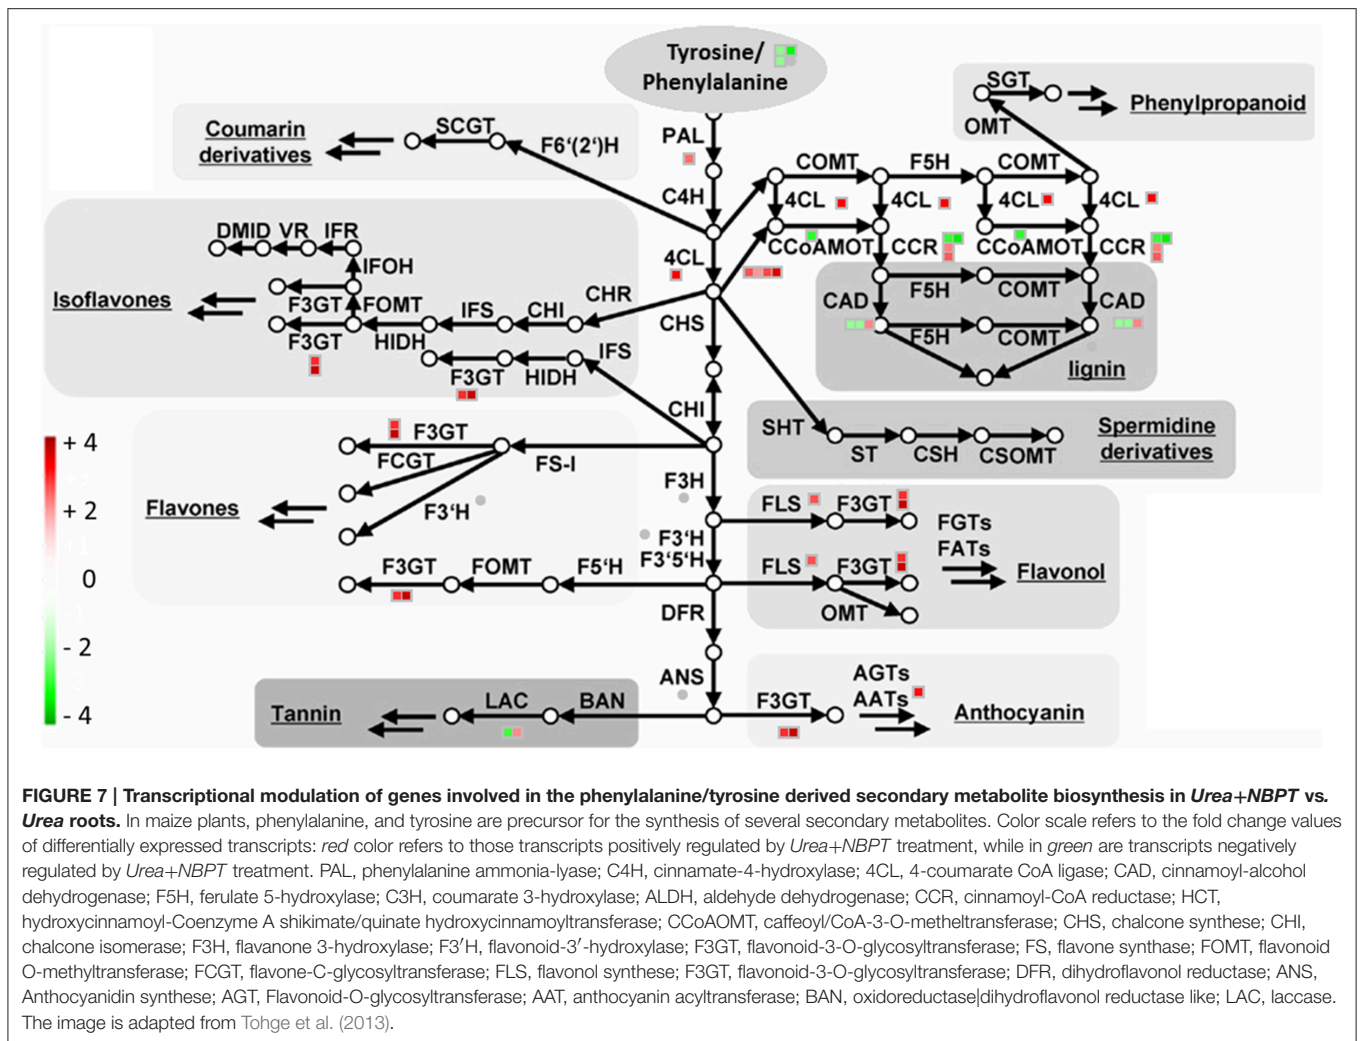 Tyrosine/
Phenylalanine
SGT
Phenylpropanoid
OMT
Coumarin
derivatives
SCGT
F6‘(2‘)H
PAL
C4H
COMT
F5H
COMT
4CL
4CL
4CL
4CL
CCoAMOT
CCR
CCoAMOT
CCR
4CL
DMID
VR
IFR
IFOH
Isoflavones
F3GT
FOMT
IFS
CHI
CHR
F3GT
HIDH
CHS
IFS
F3GT
HIDH
CAD
F5H
COMT
CAD
F5H
COMT
lignin
CHI
SHT
ST
CSH
CSOMT
Spermidine
derivatives
F3GT
FCGT
FS-I
F3‘H
Flavones
F3H
F3‘H
F3‘5‘H
FLS
F3GT
FGTs
FATs
Flavonol
FLS
F3GT
OMT
F3GT
FOMT
F5‘H
DFR
ANS
Tannin
LAC
BAN
F3GT
AGTs
AATs
Anthocyanin
+ 4
+ 2
0
- 2
- 4
FIGURE 7 | Transcriptional modulation of genes involved in the phenylalanine/tyrosine derived secondary metabolite biosynthesis in Urea+NBPT vs.
Urea roots. In maize plants, phenylalanine, and tyrosine are precursor for the synthesis of several secondary metabolites. Color scale refers to the fold change values
of differentially expressed transcripts: red color refers to those transcripts positively regulated by Urea+NBPT treatment, while in green are transcripts negatively
regulated by Urea+NBPT treatment. PAL, phenylalanine ammonia-lyase; C4H, cinnamate-4-hydroxylase; 4CL, 4-coumarate CoA ligase; CAD, cinnamoyl-alcohol
dehydrogenase; F5H, ferulate 5-hydroxylase; C3H, coumarate 3-hydroxylase; ALDH, aldehyde dehydrogenase; CCR, cinnamoyl-CoA reductase; HCT,
hydroxycinnamoyl-Coenzyme A shikimate/quinate hydroxycinnamoyltransferase; CCoAOMT, caffeoyl/CoA-3-O-metheltransferase; CHS, chalcone synthese; CHI,
chalcone isomerase; F3H, flavanone 3-hydroxylase; F3′H, flavonoid-3′-hydroxylase; F3GT, flavonoid-3-O-glycosyltransferase; FS, flavone synthase; FOMT, flavonoid
O-methyltransferase; FCGT, flavone-C-glycosyltransferase; FLS, flavonol synthese; F3GT, flavonoid-3-O-glycosyltransferase; DFR, dihydroflavonol reductase; ANS,
Anthocyanidin synthese; AGT, Flavonoid-O-glycosyltransferase; AAT, anthocyanin acyltransferase; BAN, oxidoreductase|dihydroflavonol reductase like; LAC, laccase.
The image is adapted from Tohge et al. (2013).